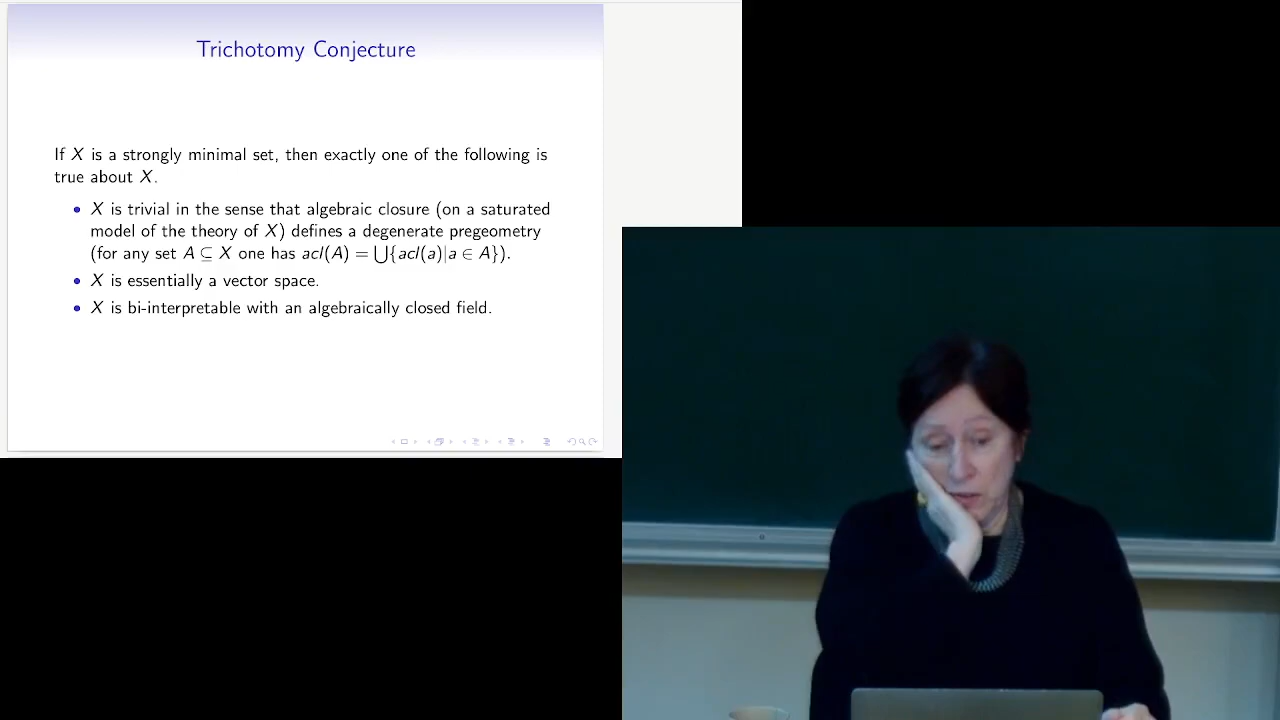 Trichotomy Conjecture
If X is a strongly minimal set, then exactly one of the following is
true about X.
• X is trivial in the sense that algebraic closure (on a saturated
model of the theory of X) defines a degenerate pregeometry
(for any set A ⊆ X one has acl(A) = ⋃{acl(a)|a ∈ A}).
• X is essentially a vector space.
• X is bi-interpretable with an algebraically closed field.